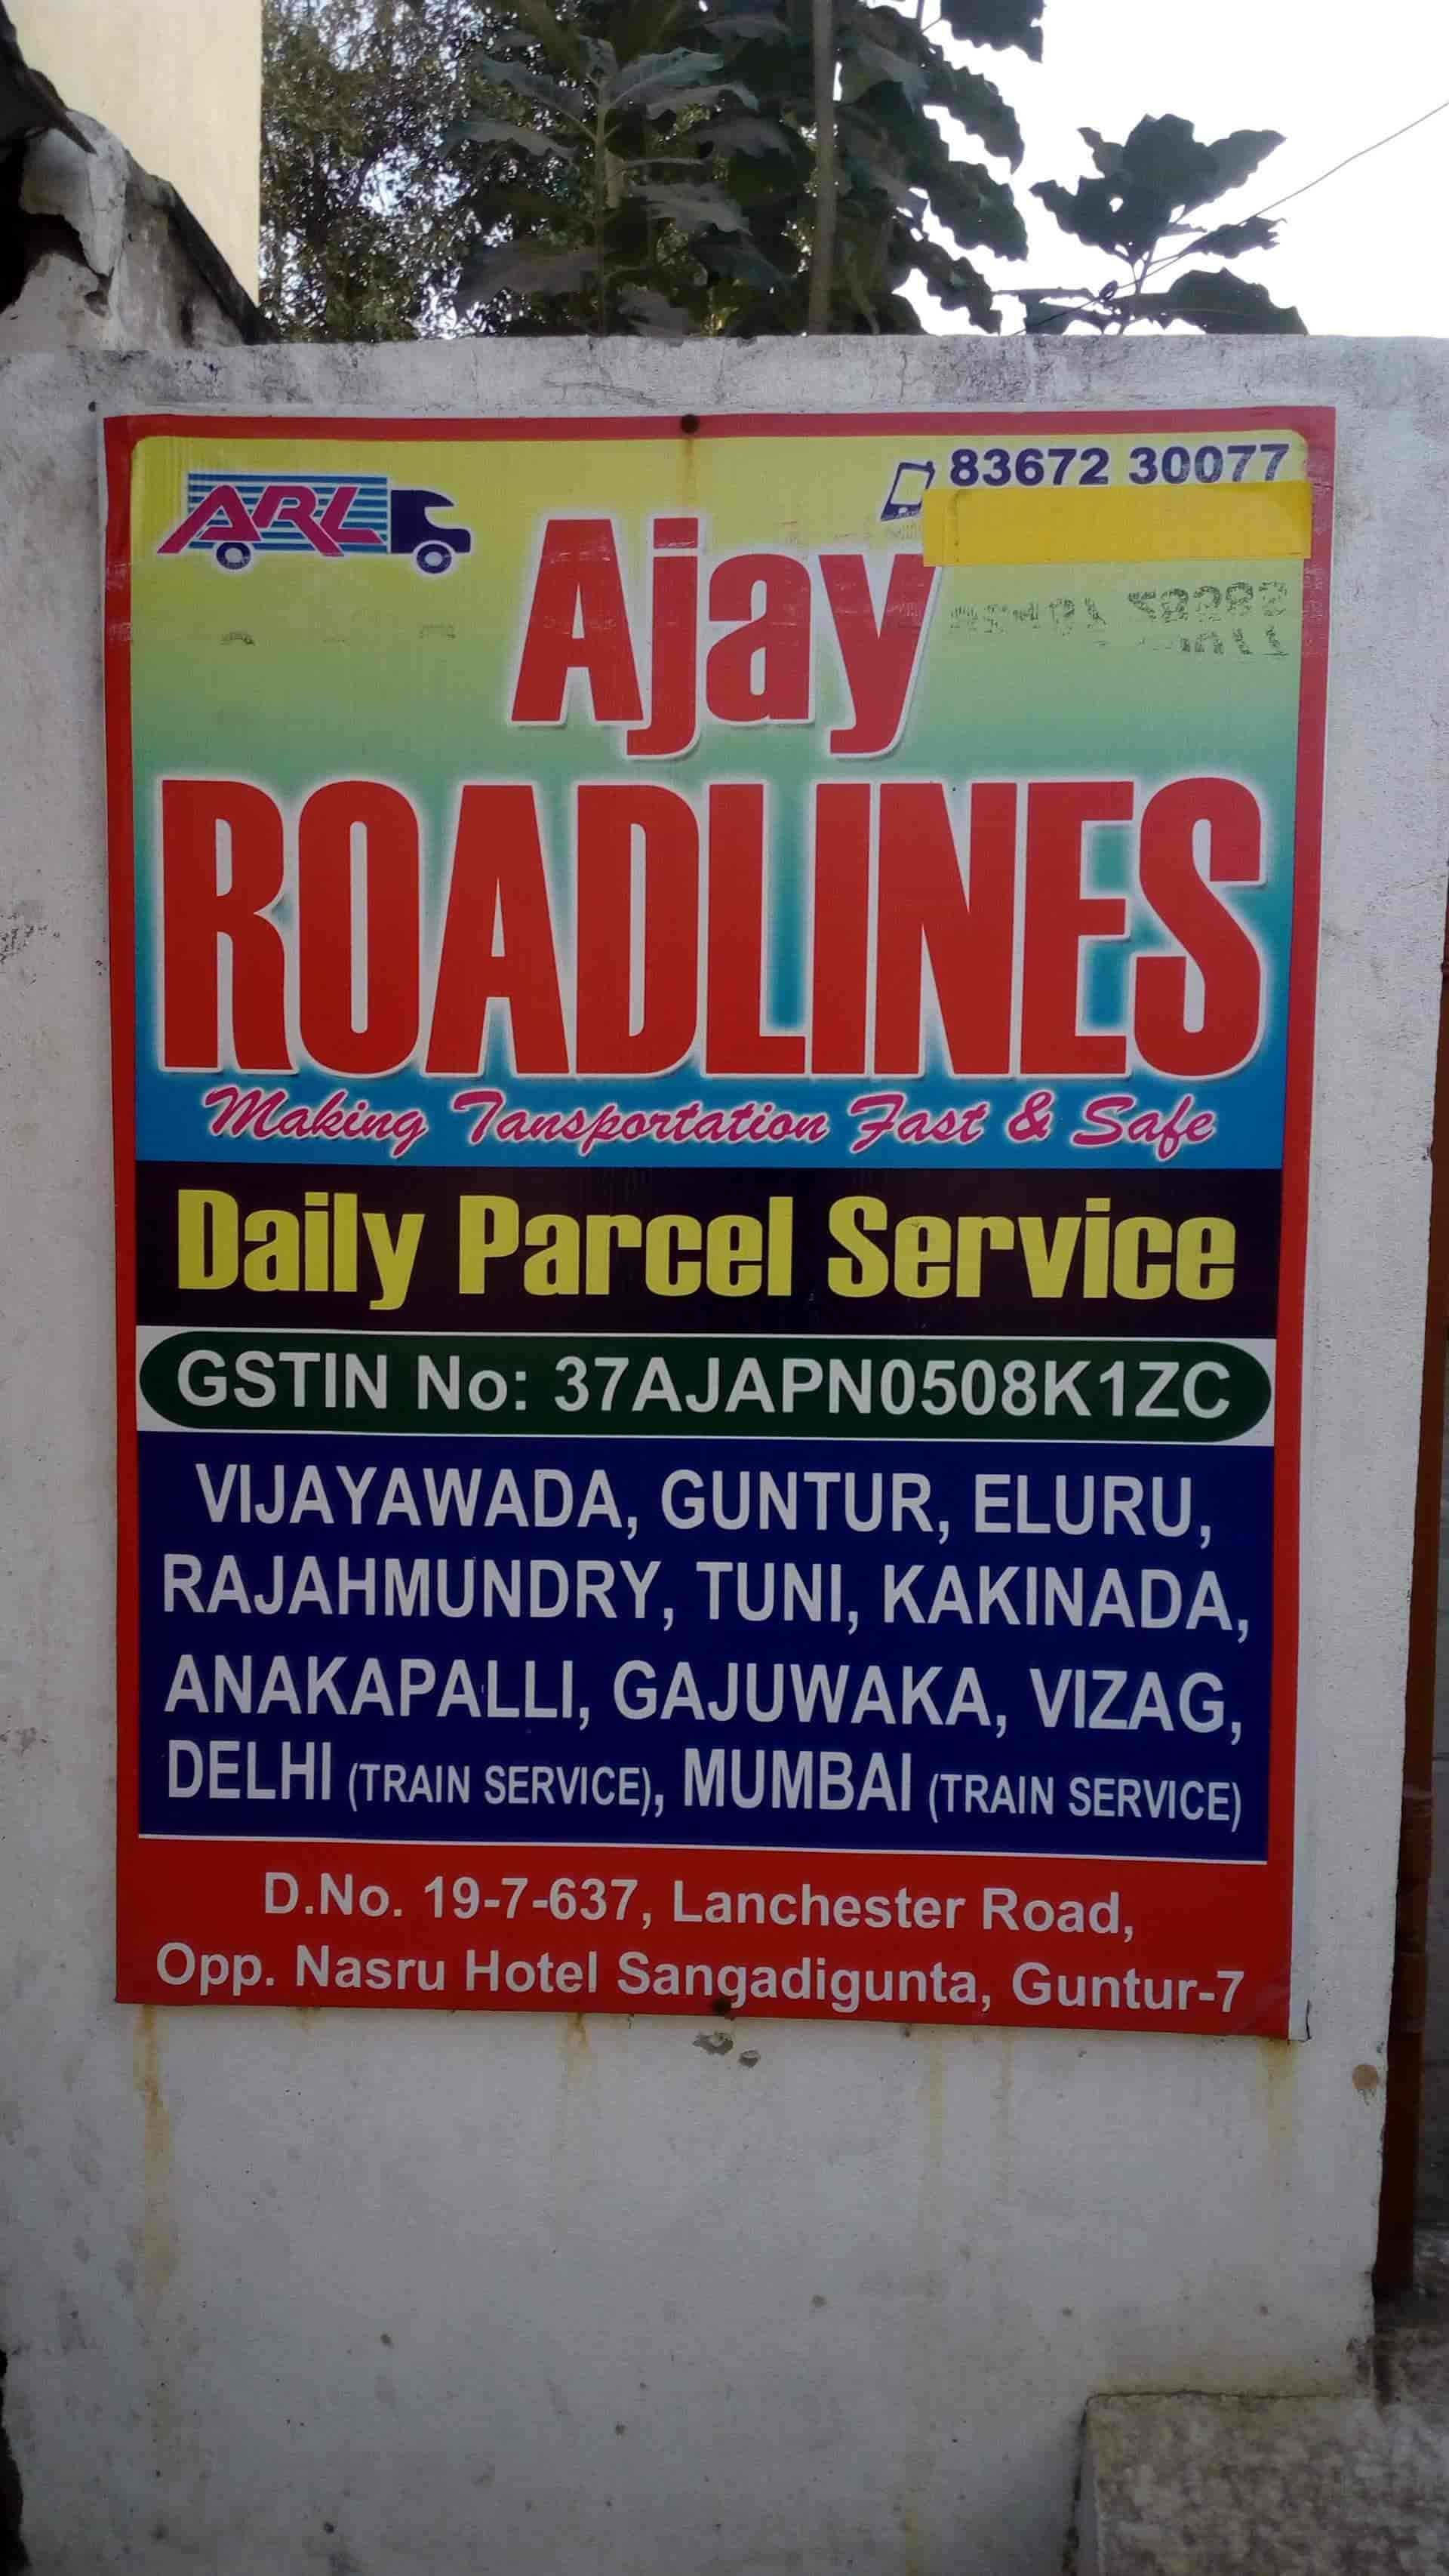 ARL
83672 30077
Ajay
ROADLINES
Making Tansportation Fast & Safe
Daily Parcel Service
GSTIN No: 37AJAPN0508K1ZC
VIJAYAWADA, GUNTUR, ELURU,
RAJAHMUNDRY, TUNI, KAKINADA,
ANAKAPALLI, GAJUWAKA, VIZAG,
DELHI (TRAIN SERVICE), MUMBAI (TRAIN SERVICE)
D.No. 19-7-637, Lanchester Road,
Opp. Nasru Hotel Sangadigunta, Guntur-7